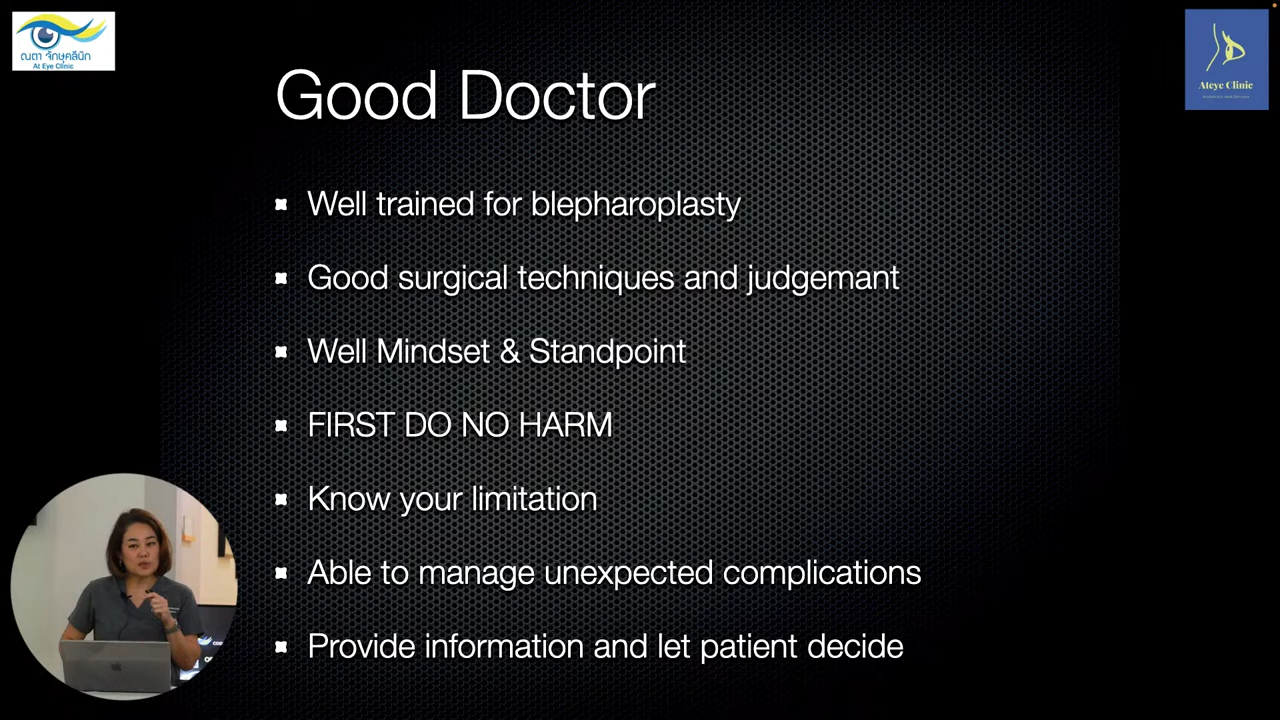 ณตา จักษุคลินิก
At Eye Clinic
Ateye Clinic
Good Doctor
Well trained for blepharoplasty
Good surgical techniques and judgemant
Well Mindset & Standpoint
FIRST DO NO HARM
Know your limitation
Able to manage unexpected complications
Provide information and let patient decide